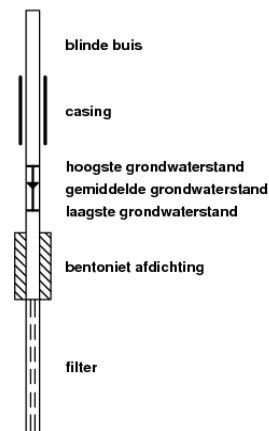 blinde buis
casing
hoogste grondwaterstand
gemiddelde grondwaterstand
laagste grondwaterstand
bentoniet afdichting
filter